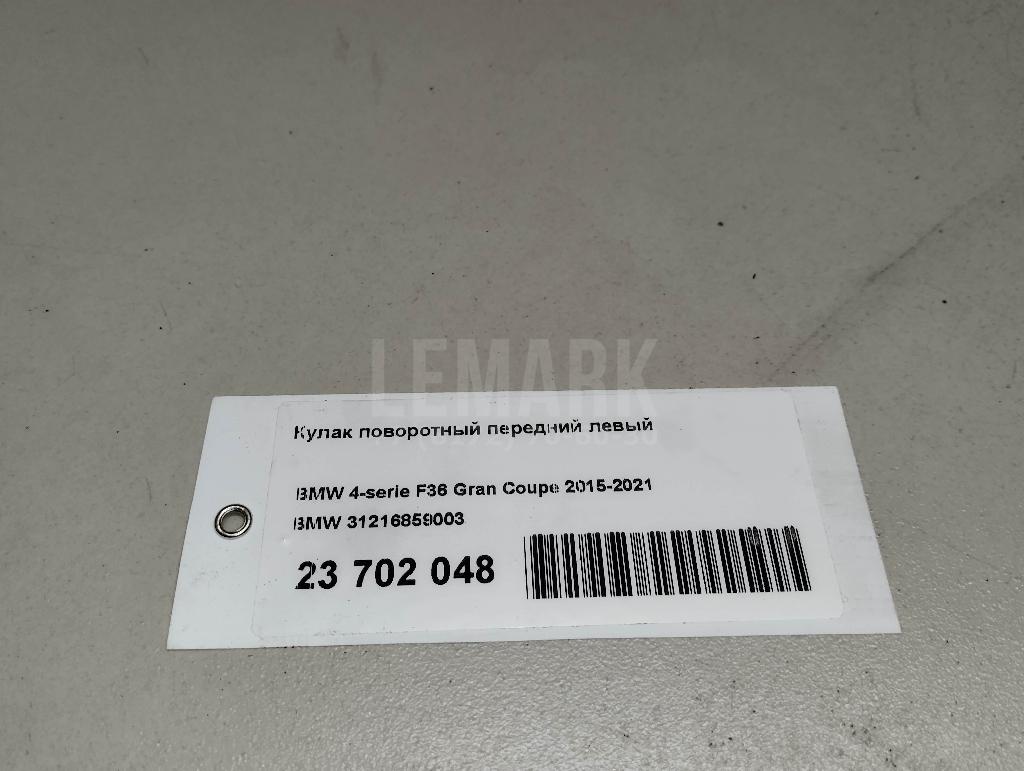 LEMARK
Кулак поворотный передний левый
BMW 4-serie F36 Gran Coupe 2015-2021
BMW 31216859003
23 702 048